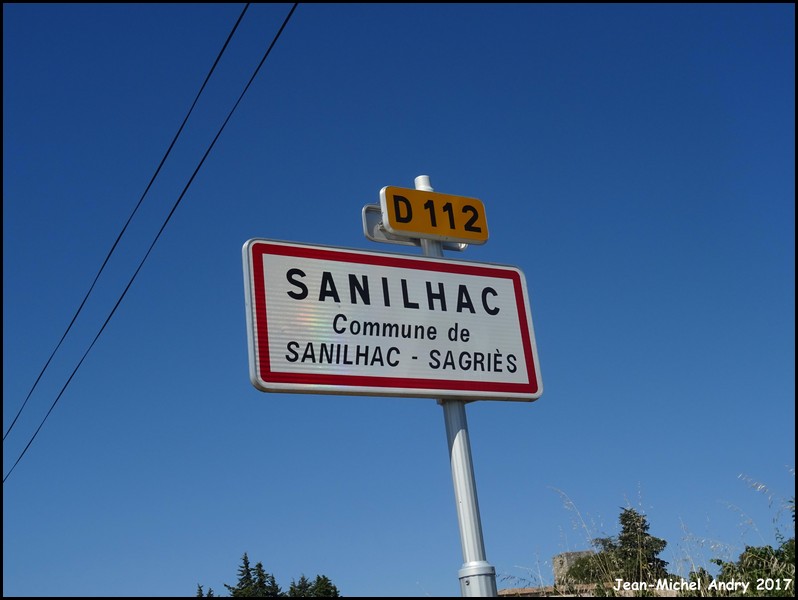 D 112
SANILHAC
Commune de
SANILHAC - SAGRIÈS
Jean-Michel Andry 2017